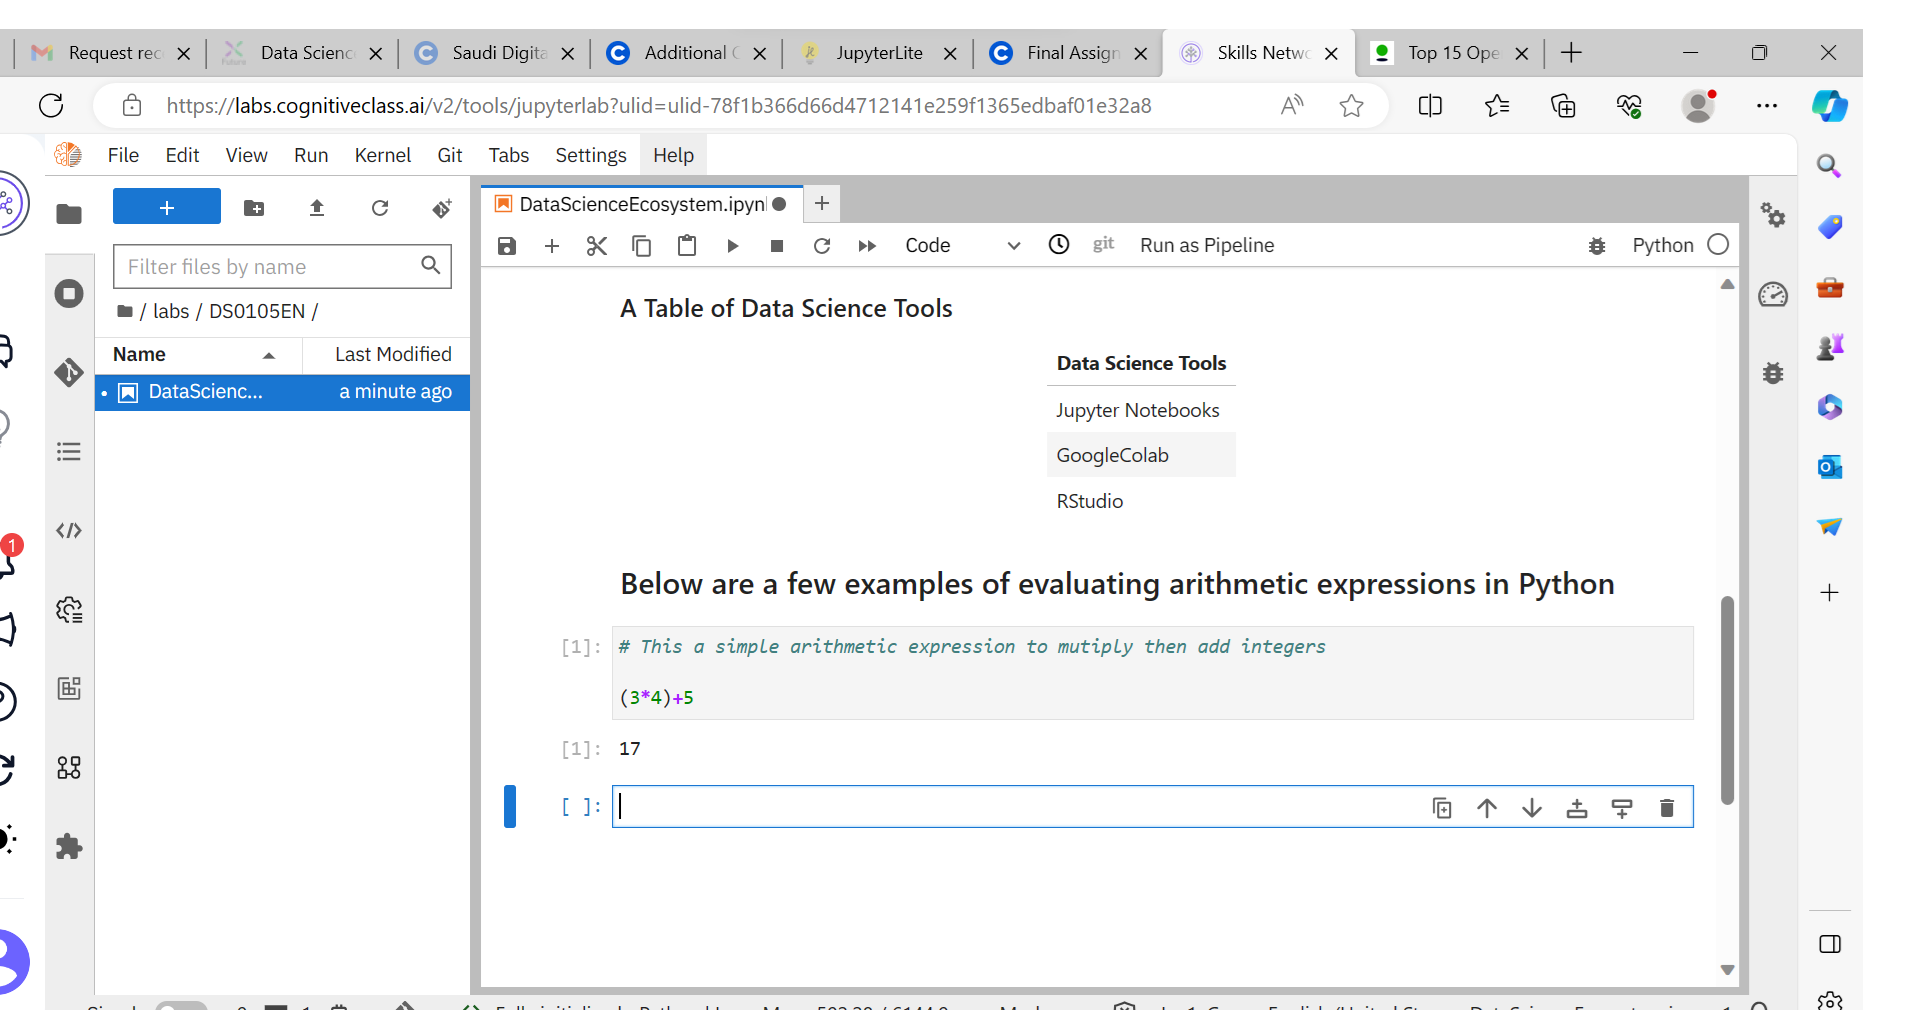 Request rec
Data Science
Saudi Digita
Additional C
JupyterLite
Final Assign
Skills Netwo
Top 15 Ope
https://labs.cognitiveclass.ai/v2/tools/jupyterlab?ulid=ulid-78f1b366d66d4712141e259f1365edbaf01e32a8
File Edit View Run Kernel Git Tabs Settings Help
DataScienceEcosystem.ipyn
Code
git
Run as Pipeline
Python
Filter files by name
/ labs / DS0105EN /
Name
Last Modified
DataScienc...
a minute ago
1
A Table of Data Science Tools
Data Science Tools
Jupyter Notebooks
GoogleColab
RStudio
Below are a few examples of evaluating arithmetic expressions in Python
[1]: # This a simple arithmetic expression to mutiply then add integers
(3*4)+5
[1]: 17
[ ]: